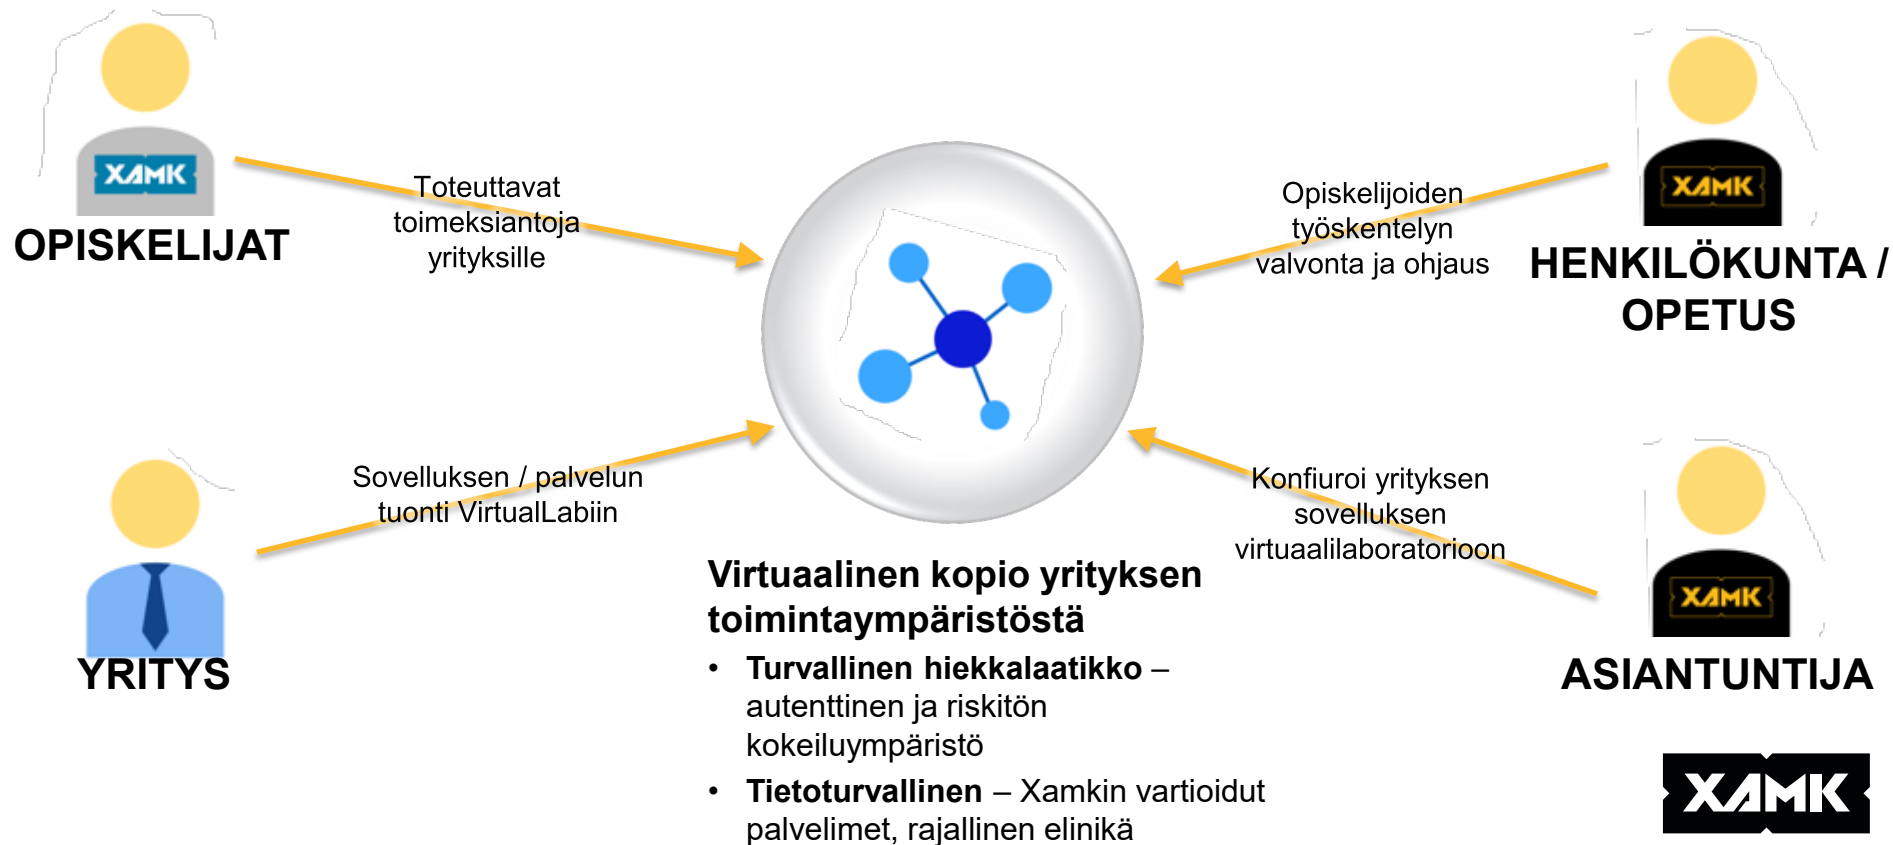 XAMK
OPISKELIJAT
Toteuttavat
toimeksiantoja
yrityksille
Opiskelijoiden
työskentelyn
valvonta ja ohjaus
XAMK
HENKILÖKUNTA /
OPETUS
YRITYS
Sovelluksen / palvelun
tuonti VirtualLabiin
Konfiuroi yrityksen
sovelluksen
virtuaalilaboratorioon
XAMK
ASIANTUNTIJA
Virtuaalinen kopio yrityksen
toimintaympäristöstä
• Turvallinen hiekkalaatikko –
autenttinen ja riskitön
kokeiluympäristö
• Tietoturvallinen – Xamkin vartioidut
palvelimet, rajallinen elinikä
XAMK